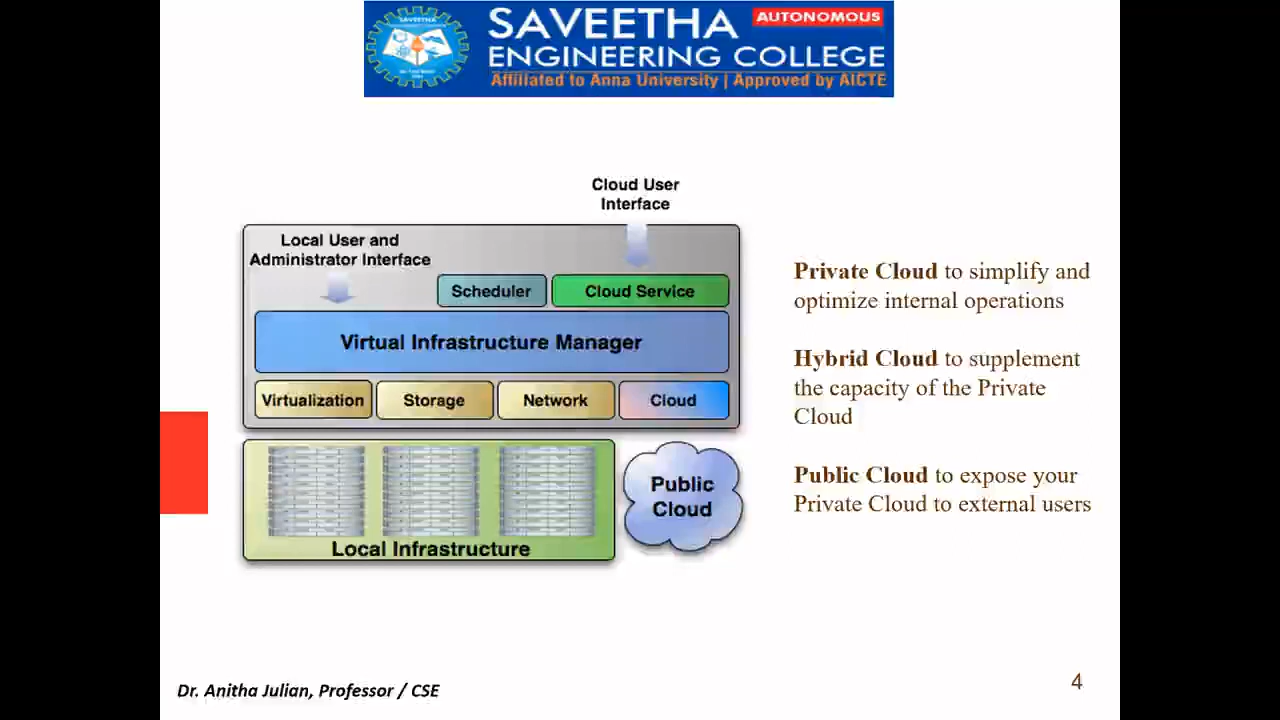 SAVEETHA
AUTONOMOUS
ENGINEERING COLLEGE
Affiliated to Anna University | Approved by AICTE
SAVEETHA
Cloud User
Interface
Local User and
Administrator Interface
Scheduler
Cloud Service
Virtual Infrastructure Manager
Virtualization
Storage
Network
Cloud
Public
Cloud
Local Infrastructure
Private Cloud to simplify and
optimize internal operations
Hybrid Cloud to supplement
the capacity of the Private
Cloud
Public Cloud to expose your
Private Cloud to external users
Dr. Anitha Julian, Professor / CSE
4